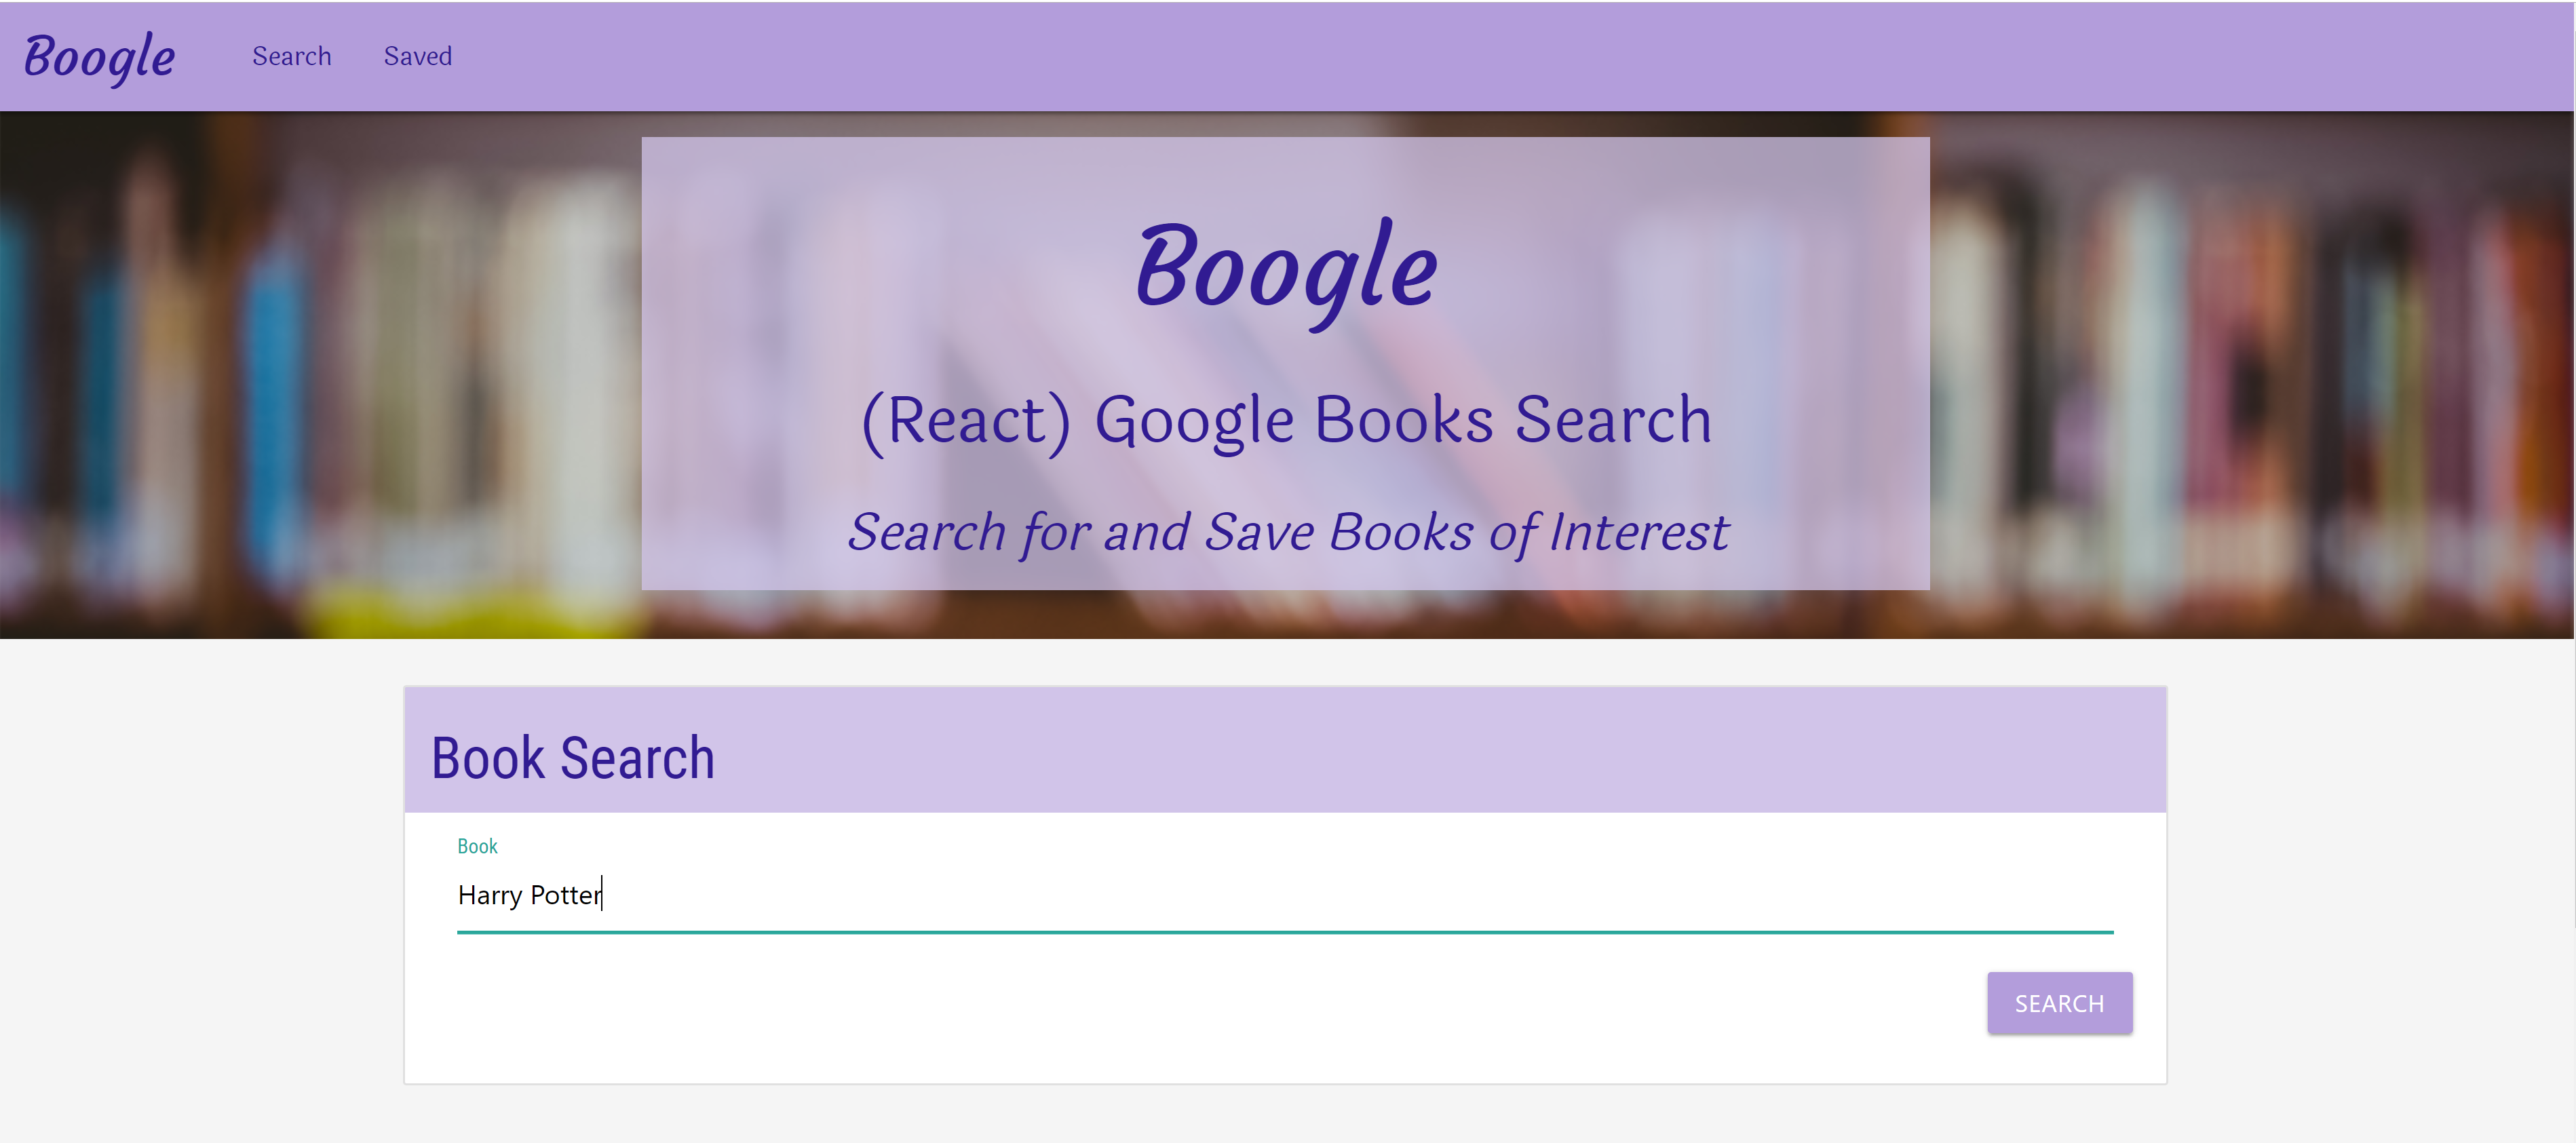 Boogle Search Saved
Boogle
(React) Google Books Search
Search for and Save Books of Interest
Book Search
Book
Harry Potter
SEARCH